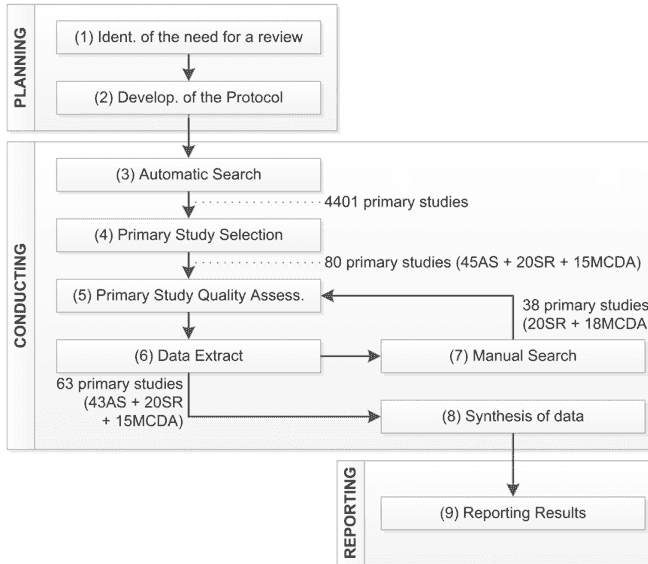 PLANNING
(1) Ident. of the need for a review
(2) Develop. of the Protocol
CONDUCTING
(3) Automatic Search
4401 primary studies
(4) Primary Study Selection
80 primary studies (45AS + 20SR + 15MCDA)
(5) Primary Study Quality Assess.
38 primary studies
(20SR + 18MCDA
(6) Data Extract
(7) Manual Search
63 primary studies
(43AS + 20SR
+ 15MCDA)
(8) Synthesis of data
REPORTING
(9) Reporting Results